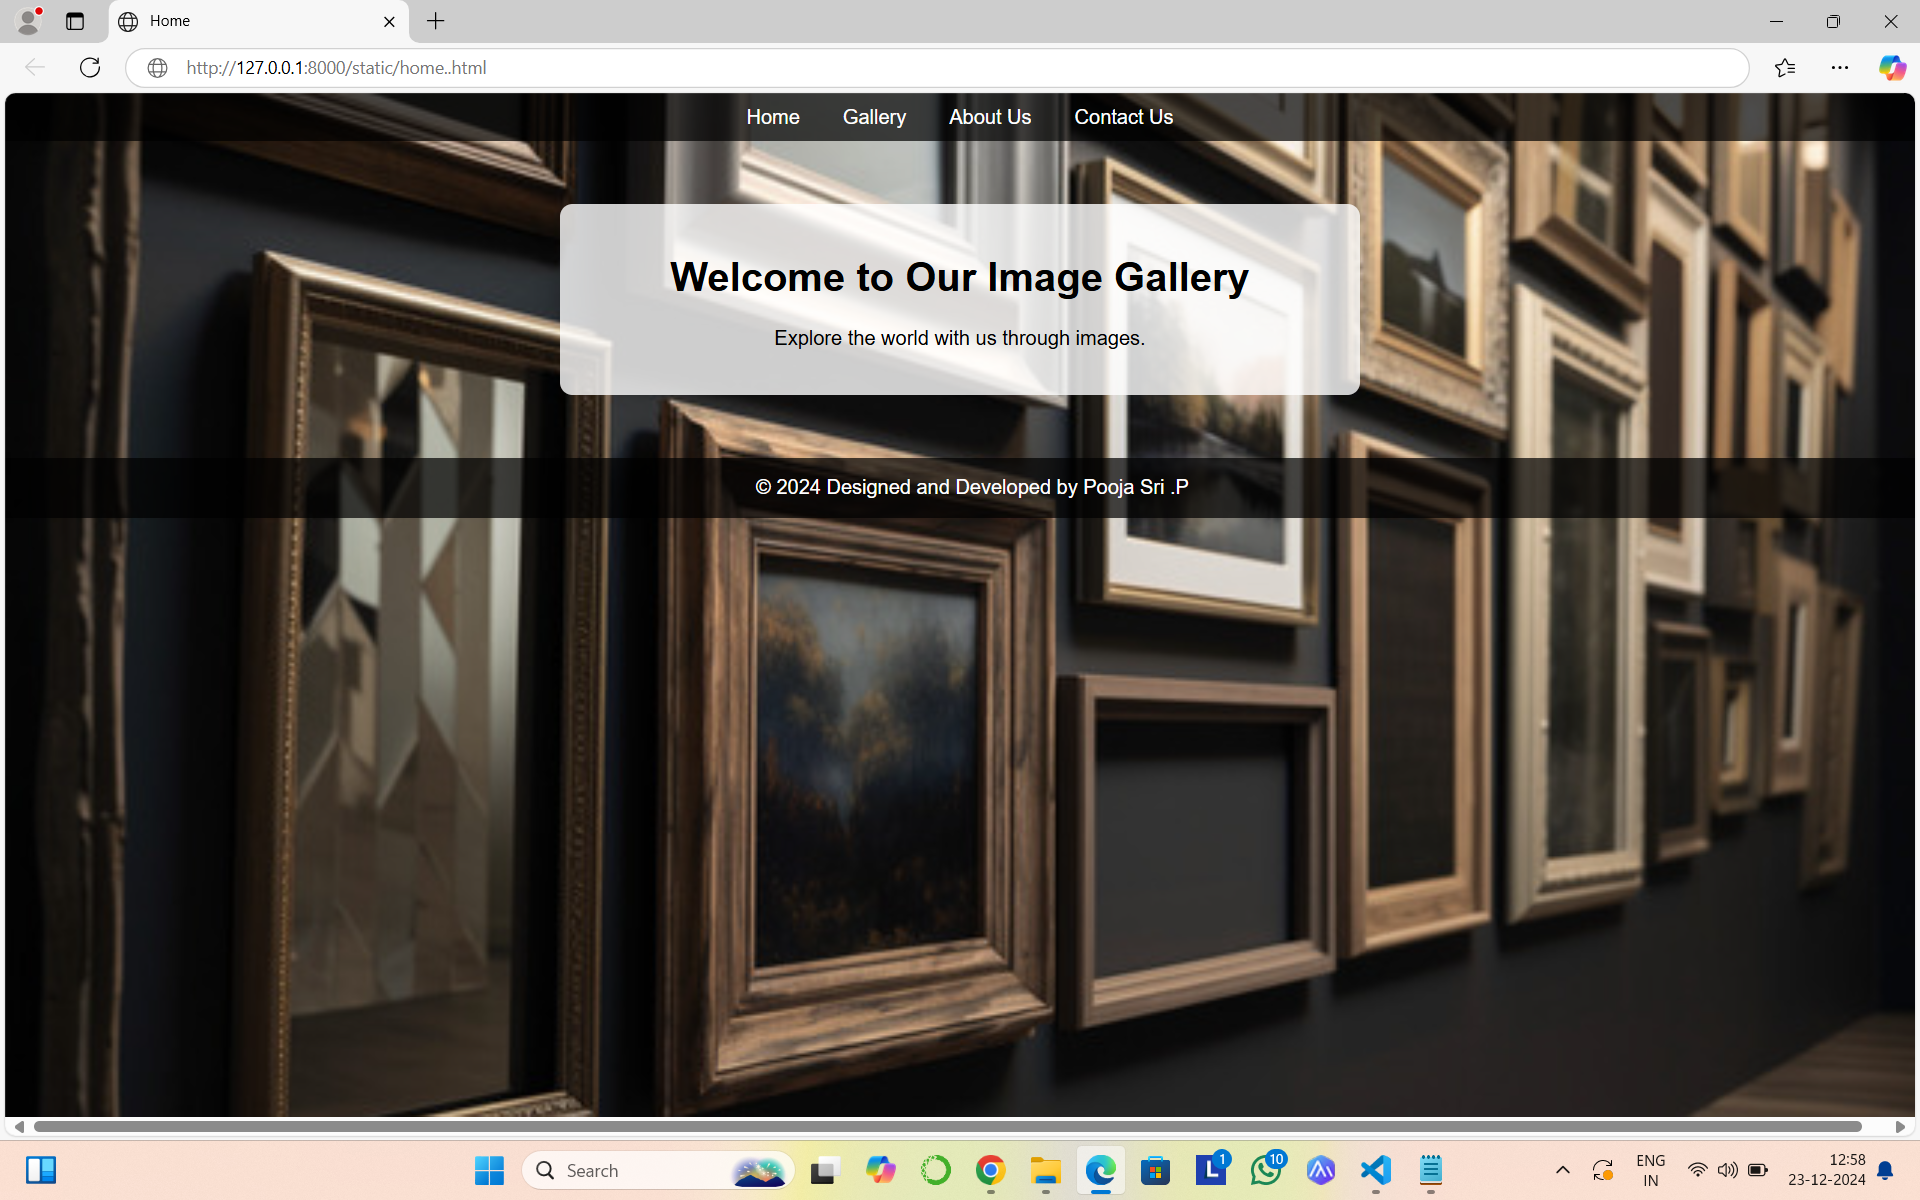 Home
http://127.0.0.1:8000/static/home..html
Home Gallery About Us Contact Us
Welcome to Our Image Gallery
Explore the world with us through images.
© 2024 Designed and Developed by Pooja Sri .P
Search
1
10
ENG
IN
12:58
23-12-2024